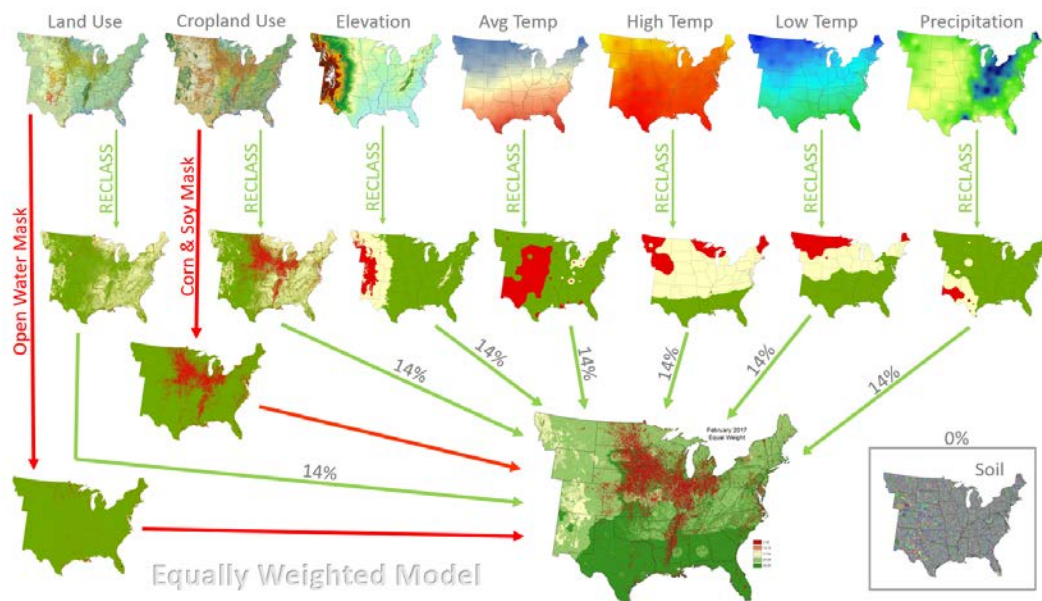 Land Use
Cropland Use
Elevation
Avg Temp
High Temp
Low Temp
Precipitation
Open Water Mask
RECLASS
Corn & Soy Mask
RECLASS
RECLASS
RECLASS
RECLASS
RECLASS
RECLASS
14%
14%
14%
14%
14%
14%
14%
February 2017
Equal Weight
0%
Soil
Equally Weighted Model